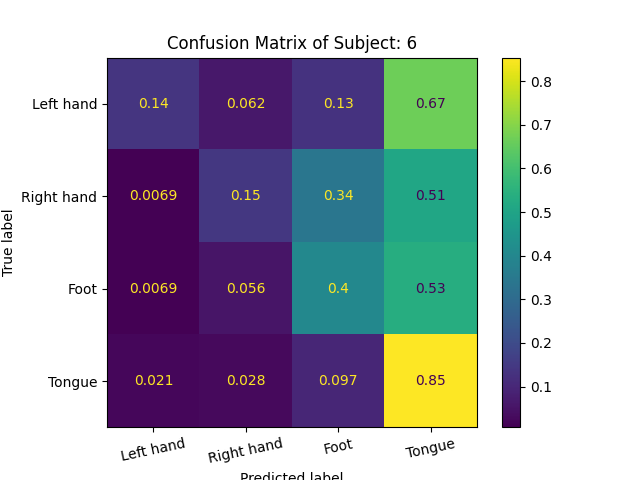 Confusion Matrix of Subject: 6
Left hand 0.14 0.062 0.13 0.67
Right hand 0.0069 0.15 0.34 0.51
Foot 0.0069 0.056 0.4 0.53
Tongue 0.021 0.028 0.097 0.85
Left hand Right hand Foot Tongue
Predicted label
True label
0.8
0.7
0.6
0.5
0.4
0.3
0.2
0.1